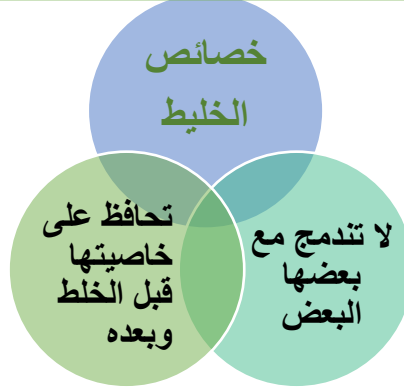 خصائص
الخليط
لا تندمج مع
بعضها
البعض
تحافظ على
خاصيتها
قبل الخلط
وبعده